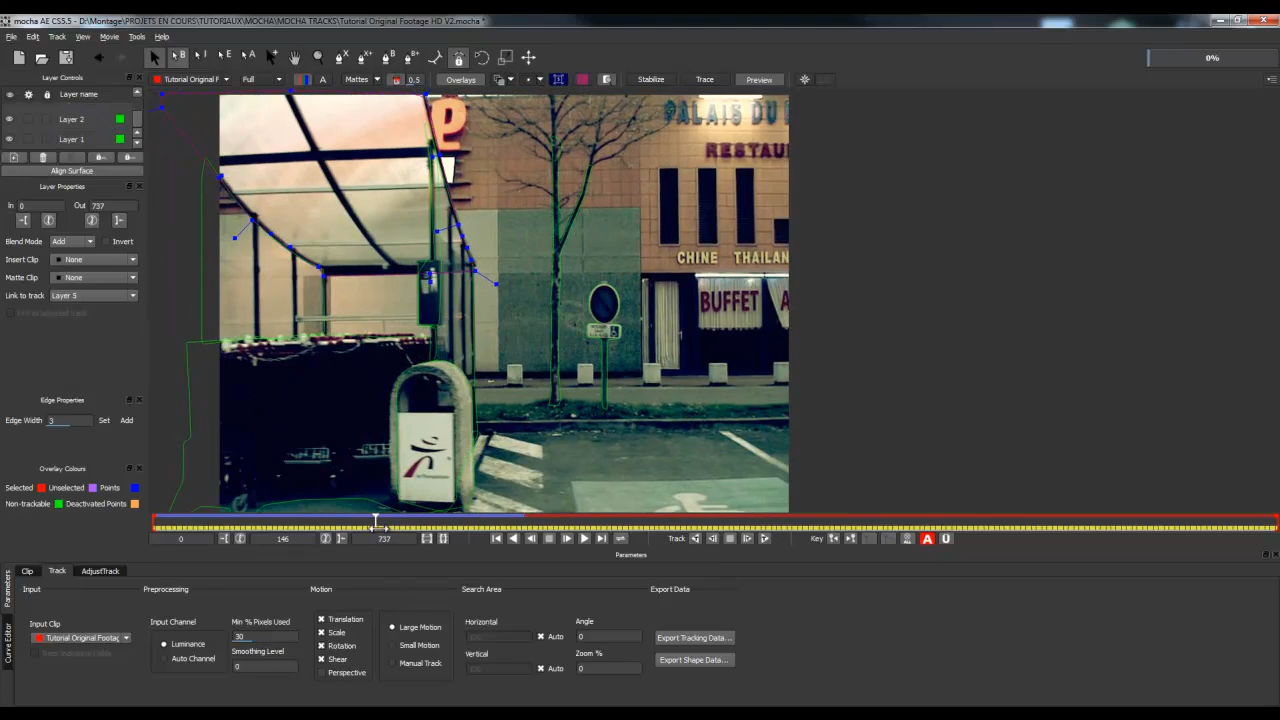 mocha AE CS5.5 - D:\Montage\PROJETS EN COURS\TUTORIAUX\MOCHA\MOCHA TRACKS\Tutorial Original Footage HD V2.mocha *
File Edit View Movie Tools Help
0%
Layer Controls
Tutorial Original F Full A Mattes 0.5 Overlays Stabilize Trace Preview
Layer name
Layer 2
Layer 1
Align Surface
Layer Properties
In 0 Out 737
Blend Mode Add Invert
Insert Clip None
Matte Clip None
Link to track Layer 5
Edge Properties
Edge Width 3 Set Add
Overlay Colours
Selected Unselected Points
Non-trackable Deactivated Points
PALAIS DU
RESTAU
CHINE THAILAN
BUFFET A
0 146 737 Track Key A Ü
Parameters
Clip Track AdjustTrack
Parameters
Curve Editor
Input Preprocessing Motion Search Area Export Data
Input Clip
Tutorial Original Footag
Input Channel
Luminance
Auto Channel
Min % Pixels Used
30
Smoothing Level
0
Translation
Scale
Rotation
Shear
Perspective
Large Motion
Small Motion
Manual Track
Horizontal
Auto
Vertical
Auto
Angle
0
Zoom %
0
Export Tracking Data...
Export Shape Data...